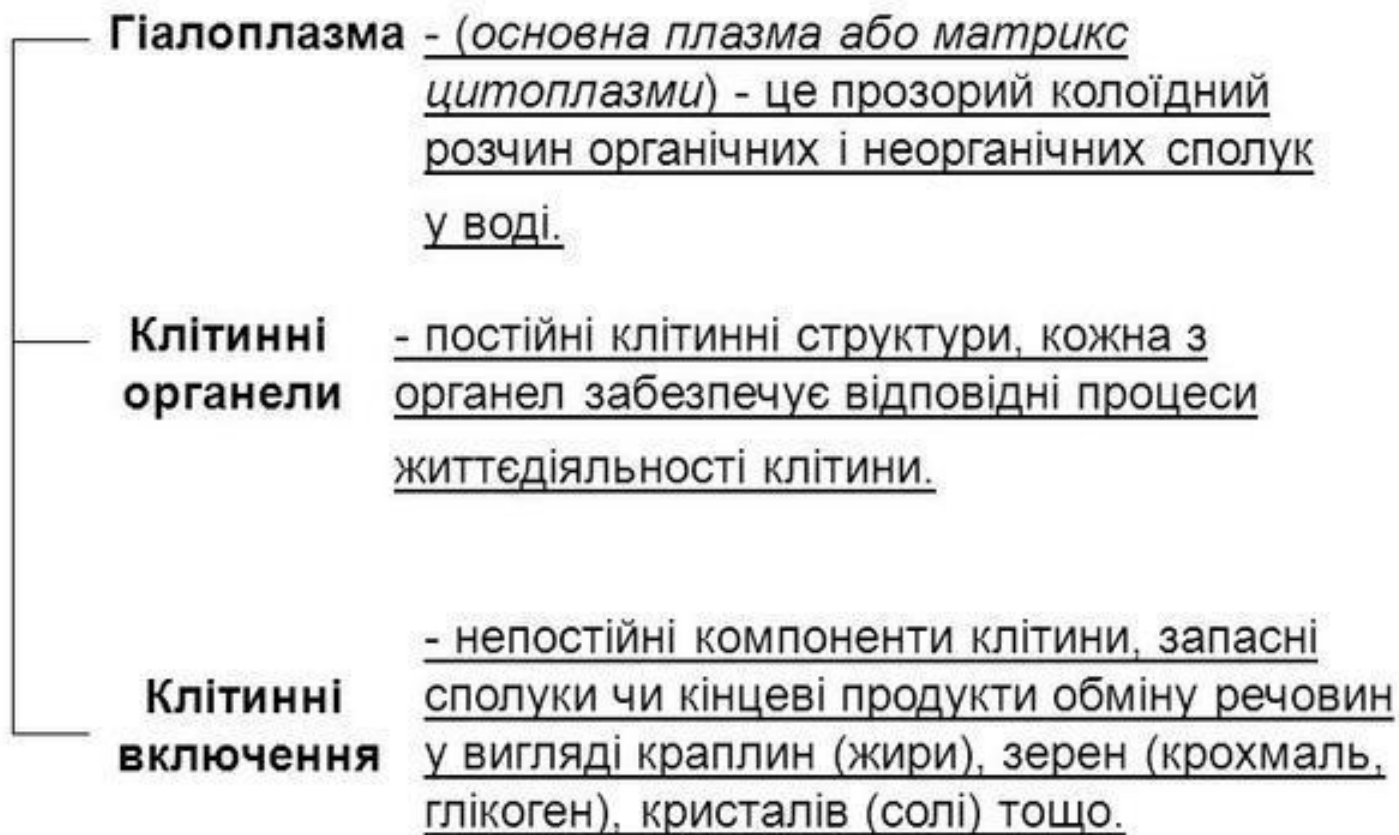 Гіалоплазма - (основна плазма або матрикс
цитоплазми) - це прозорий колоїдний
розчин органічних і неорганічних сполук
у воді.
Клітинні - постійні клітинні структури, кожна з
органели органел забезпечує відповідні процеси
життєдіяльності клітини.
- непостійні компоненти клітини, запасні
Клітинні сполуки чи кінцеві продукти обміну речовин
включення у вигляді краплин (жири), зерен (крохмаль,
глікоген), кристалів (солі) тощо.